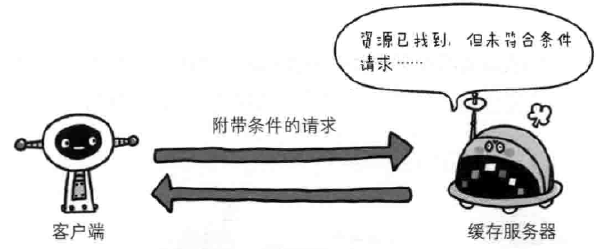 资源已找到，但未符合条件
请求……
附带条件的请求
客户端
缓存服务器